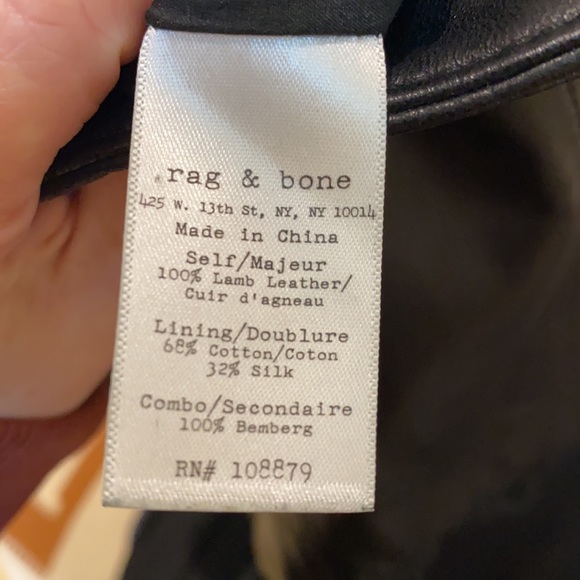 rag & bone
425 W. 13th St, NY, NY 10014
Made in China
Self/Majeur
100% Lamb Leather/
Cuir d'agneau
Lining/Doublure
68% Cotton/Coton
32% Silk
Combo/Secondaire
100% Bemberg
RN# 108879